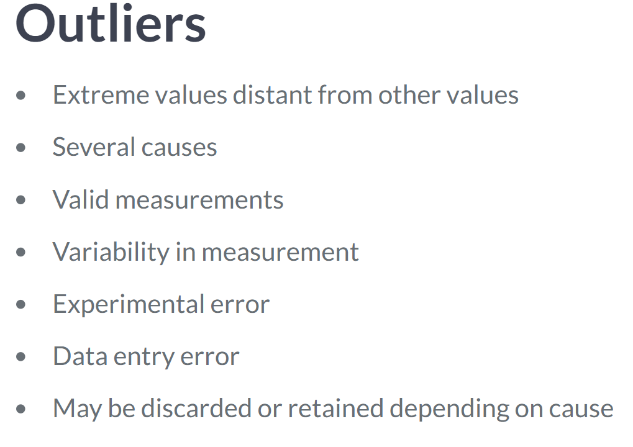 Outliers
• Extreme values distant from other values
• Several causes
• Valid measurements
• Variability in measurement
• Experimental error
• Data entry error
• May be discarded or retained depending on cause